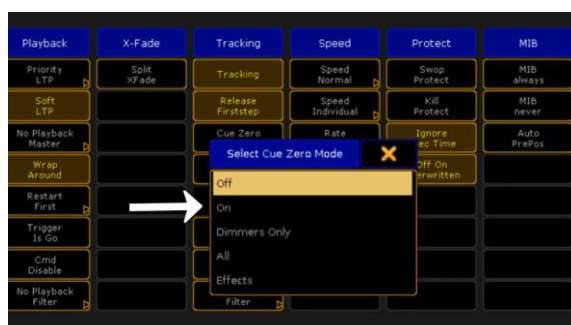 Playback
X-Fade
Tracking
Speed
Protect
MIB
Priority
LTP
Split
XFade
Tracking
Speed
Normal
Swop
Protect
MIB
always
Soft
LTP
Release
Firststep
Speed
Individual
Kill
Protect
MIB
never
No Playback
Master
Cue Zero
Rate
Ignore
ec Time
Auto
PrePos
Wrap
Around
Off On
erwritten
Select Cue Zero Mode
Off
On
Dimmers Only
All
Effects
Restart
First
Trigger
Is Go
Cmd
Disable
No Playback
Filter
Filter